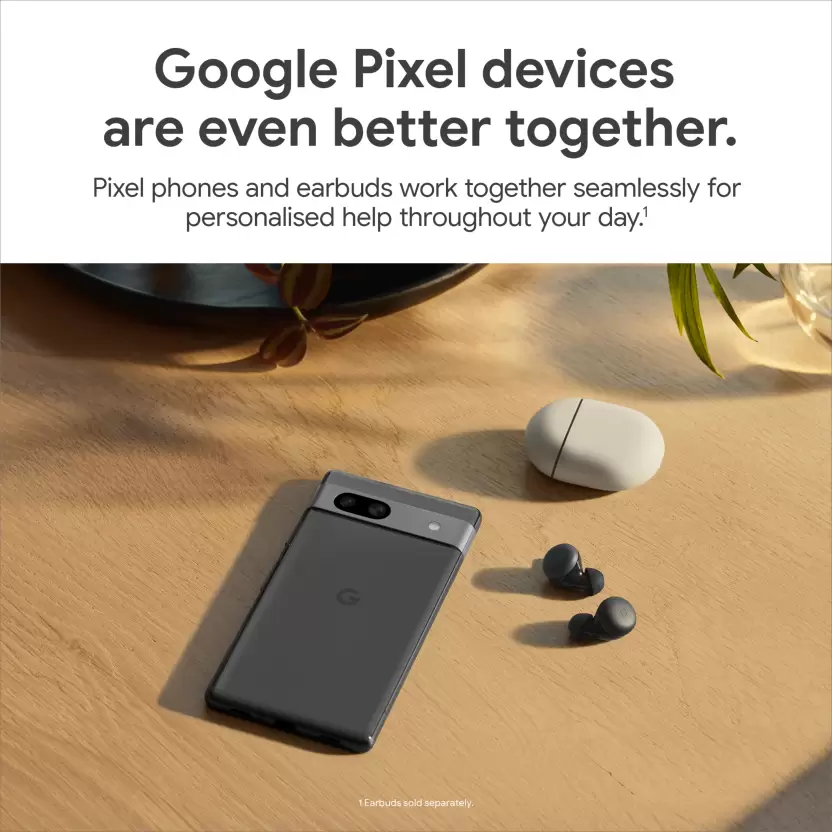 Google Pixel devices
are even better together.
Pixel phones and earbuds work together seamlessly for
personalised help throughout your day.¹
G
1 Earbuds sold separately.